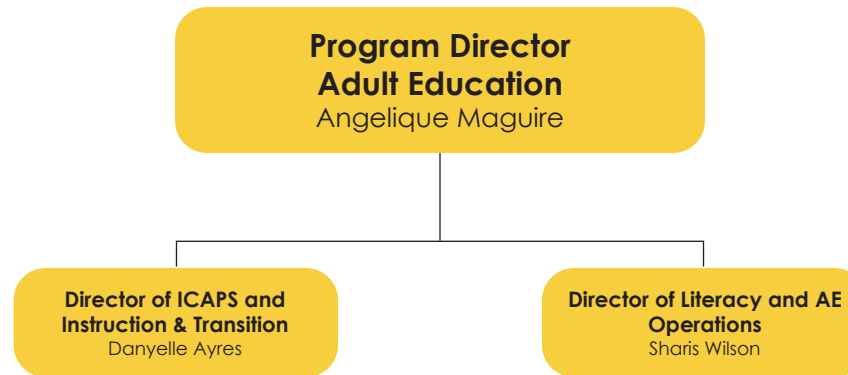 Program Director
Adult Education
Angelique Maguire
Director of ICAPS and
Instruction & Transition
Danyelle Ayres
Director of Literacy and AE
Operations
Sharis Wilson